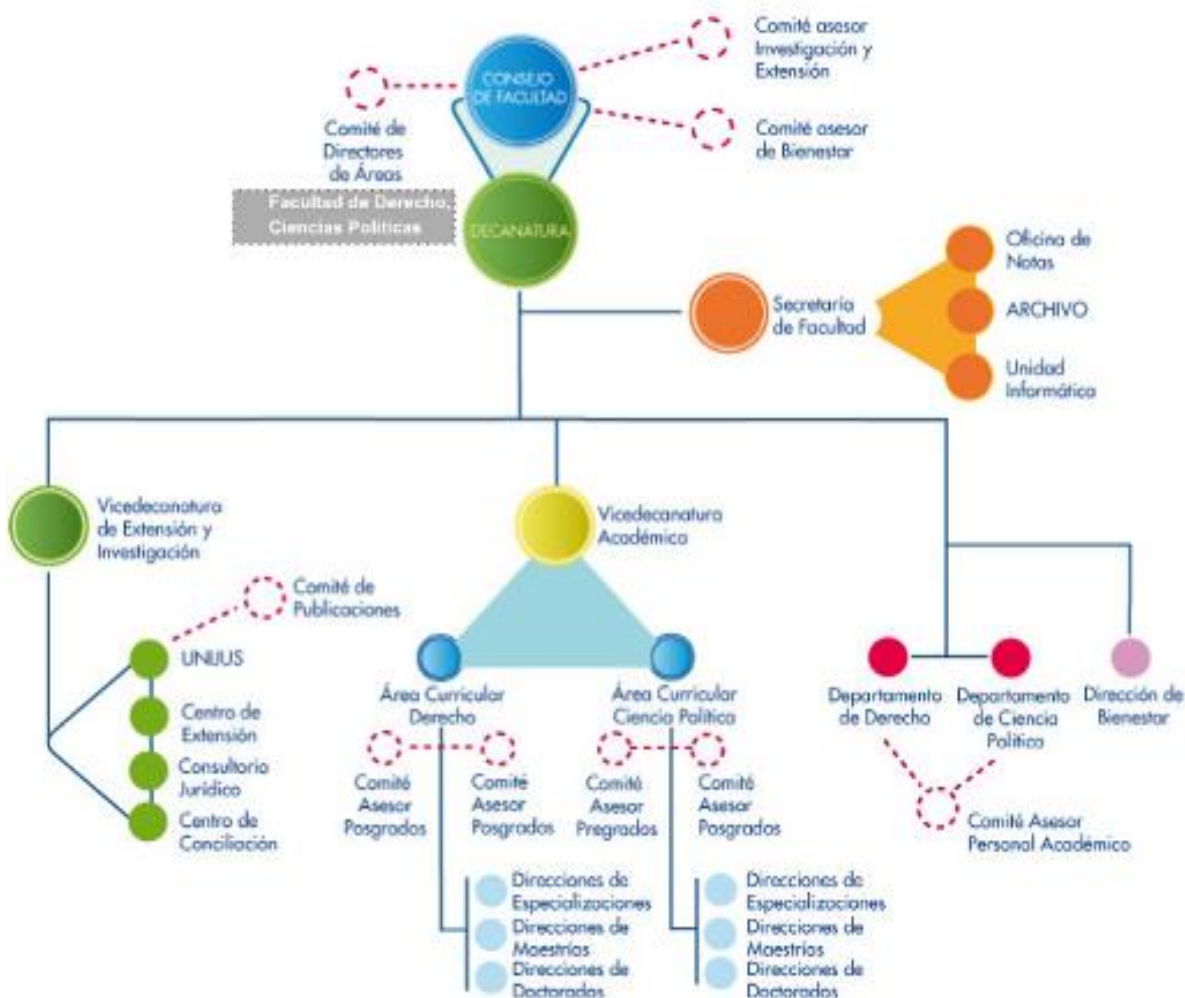 Comité asesor
Investigación y
Extensión
CONSEJO
DE FACULTAD
Comité de
Directores
de Áreas
Comité asesor
de Bienestar
Facultad de Derecho,
Ciencias Políticas
DECANATURA
Oficina de
Notas
Secretaría
de Facultad
ARCHIVO
Unidad
Informática
Vicedecanatura
de Extensión y
Investigación
Vicedecanatura
Académica
Comité de
Publicaciones
UNIJUS
Centro de
Extensión
Consultorio
Jurídico
Centro de
Conciliación
Área Curricular
Derecho
Área Curricular
Ciencia Política
Departamento
de Derecho
Departamento
de Ciencia
Política
Dirección de
Bienestar
Comité
Asesor
Posgrados
Comité
Asesor
Posgrados
Comité
Asesor
Pregrados
Comité
Asesor
Posgrados
Comité Asesor
Personal Académico
Direcciones de
Especializaciones
Direcciones de
Maestrías
Direcciones de
Doctorados
Direcciones de
Especializaciones
Direcciones de
Maestrías
Direcciones de
Doctorados